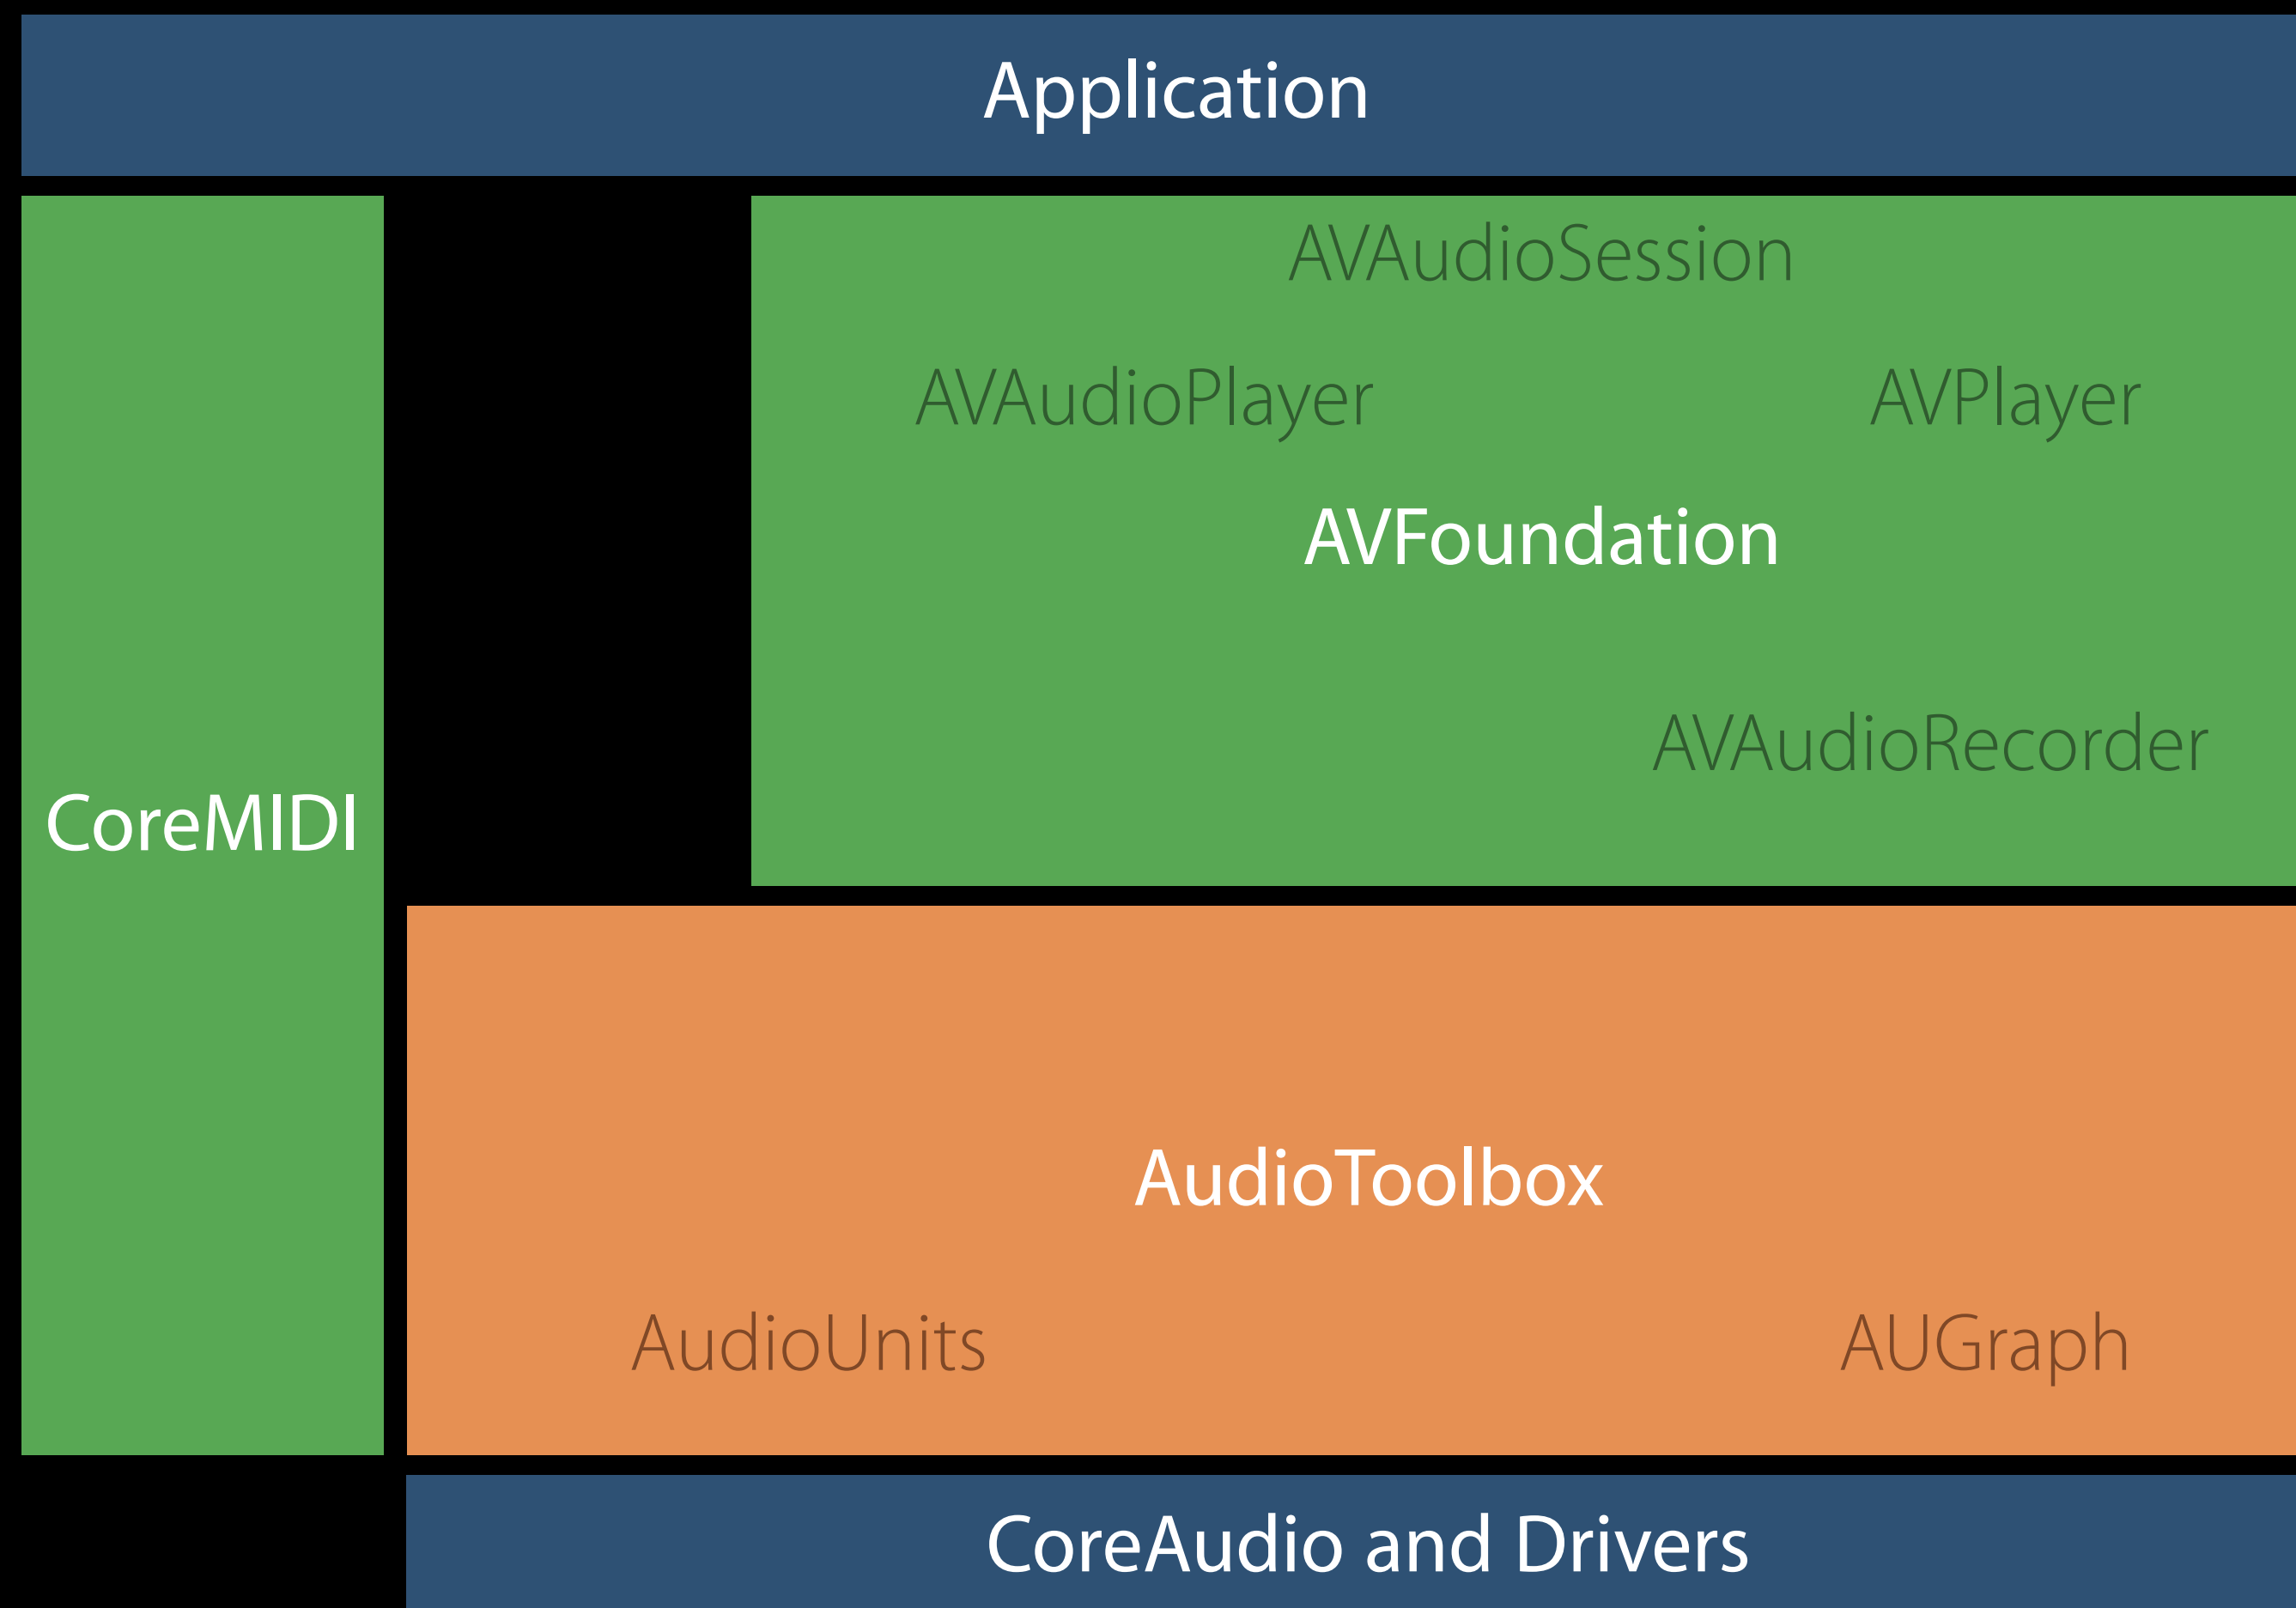 Application
AVAudioSession
AVAudioPlayer
AVPlayer
AVFoundation
AVAudioRecorder
CoreMIDI
AudioToolbox
AudioUnits
AUGraph
CoreAudio and Drivers